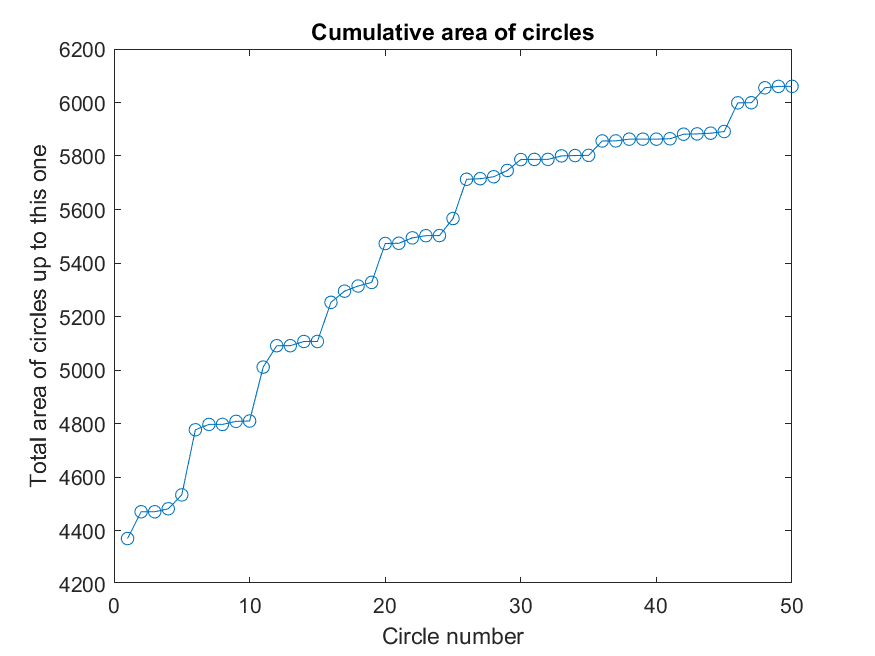 Cumulative area of circles
6200
6000
5800
5600
5400
5200
5000
4800
4600
4400
4200
Total area of circles up to this one
0 10 20 30 40 50
Circle number